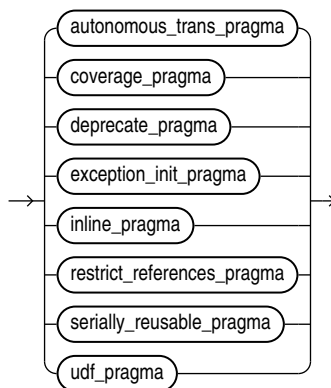 autonomous_trans_pragma
coverage_pragma
deprecate_pragma
exception_init_pragma
inline_pragma
restrict_references_pragma
serially_reusable_pragma
udf_pragma